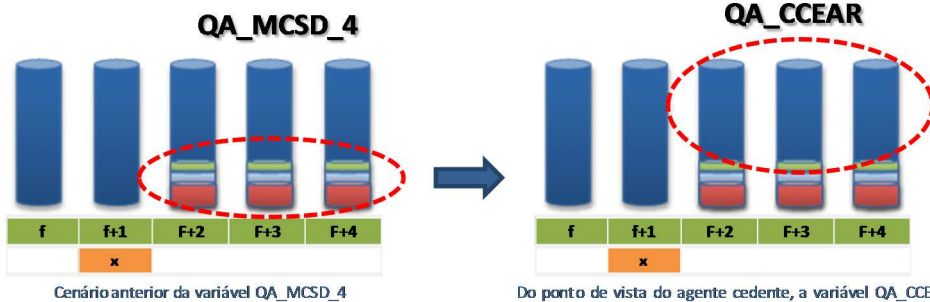 QA_MCSD_4
QA_CCEAR
f f+1 F+2 F+3 F+4
x
f f+1 F+2 F+3 F+4
x
Cenário anterior da variável QA_MCSD_4
Do ponto de vista do agente cedente, a variável QA_CCE